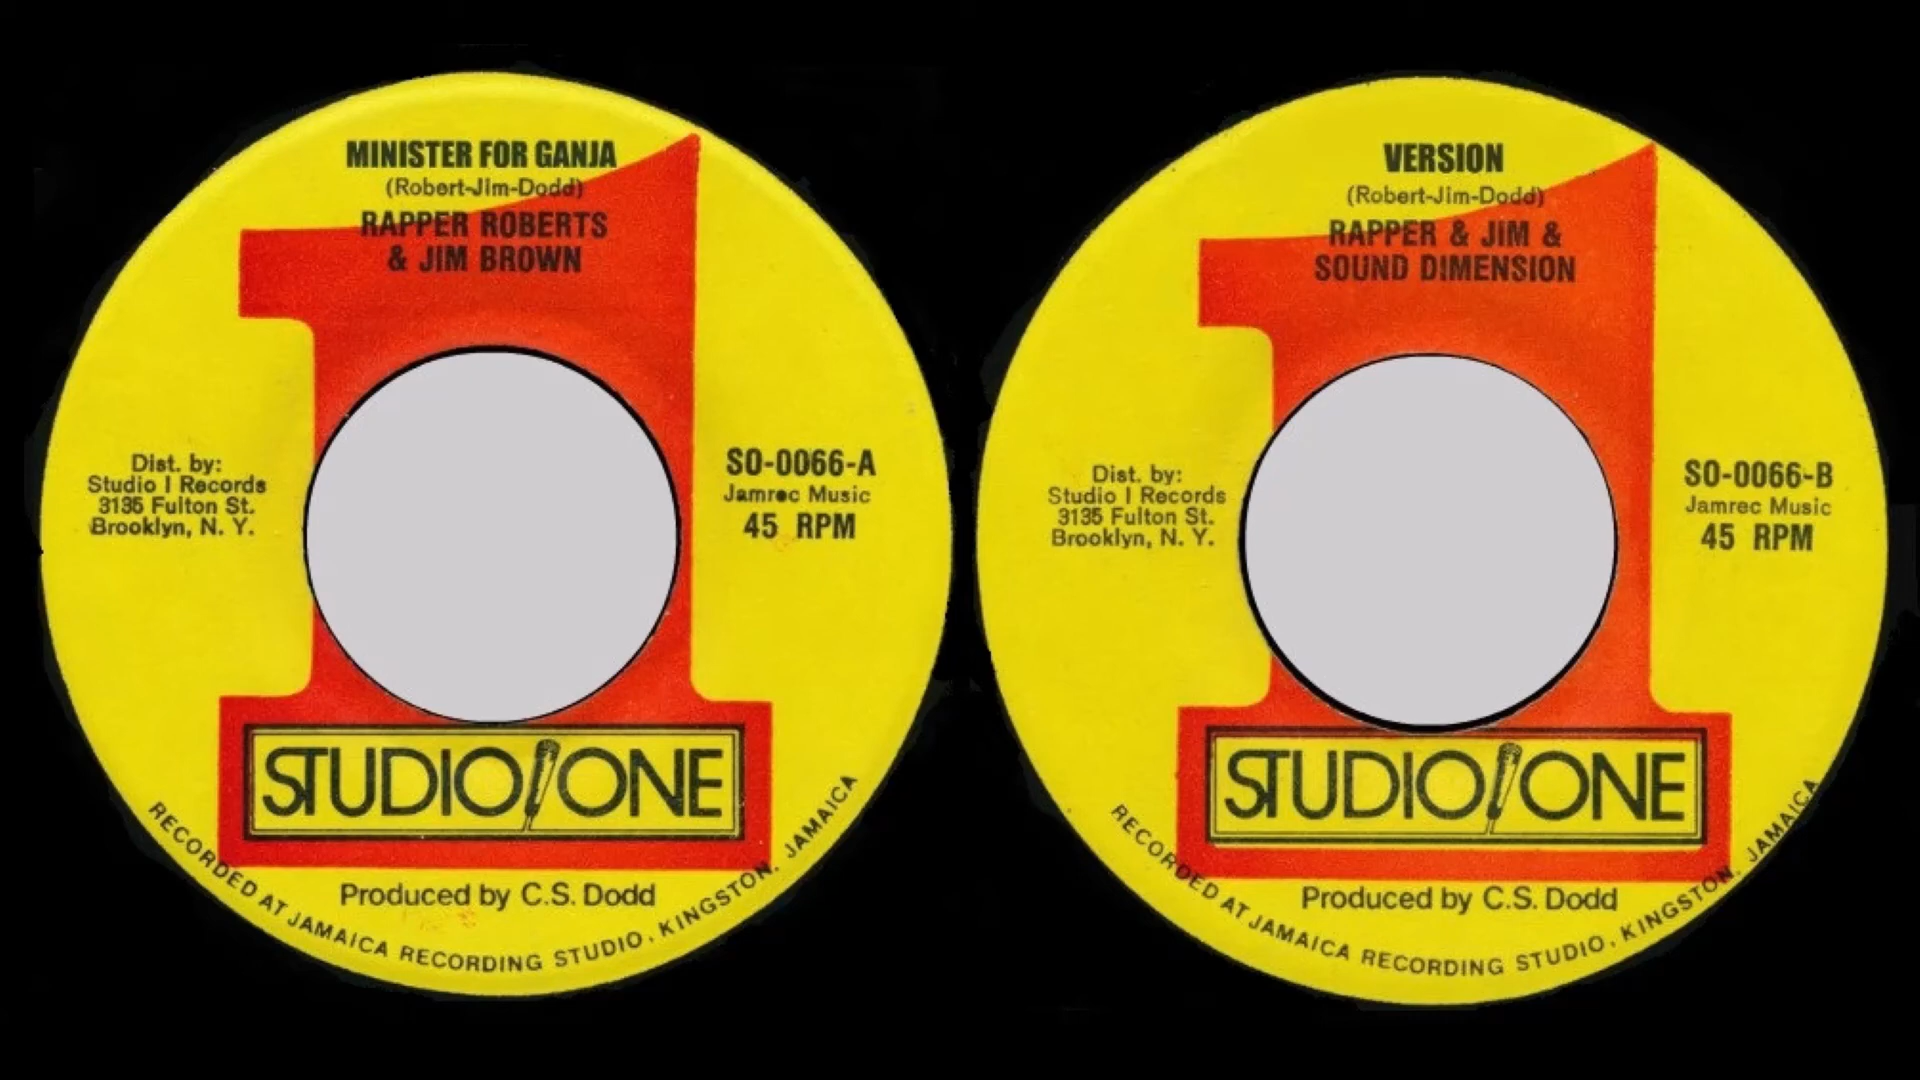 MINISTER FOR GANJA
(Robert-Jim-Dodd)
RAPPER ROBERTS
& JIM BROWN
Dist. by:
Studio I Records
3135 Fulton St.
Brooklyn, N. Y.
SO-0066-A
Jamrec Music
45 RPM
STUDIO ONE
Produced by C.S. Dodd
RECORDED AT JAMAICA RECORDING STUDIO, KINGSTON, JAMAICA
VERSION
(Robert-Jim-Dodd)
RAPPER & JIM &
SOUND DIMENSION
Dist. by:
Studio I Records
3135 Fulton St.
Brooklyn, N. Y.
SO-0066-B
Jamrec Music
45 RPM
STUDIO ONE
Produced by C.S. Dodd
RECORDED AT JAMAICA RECORDING STUDIO, KINGSTON, JAMAICA